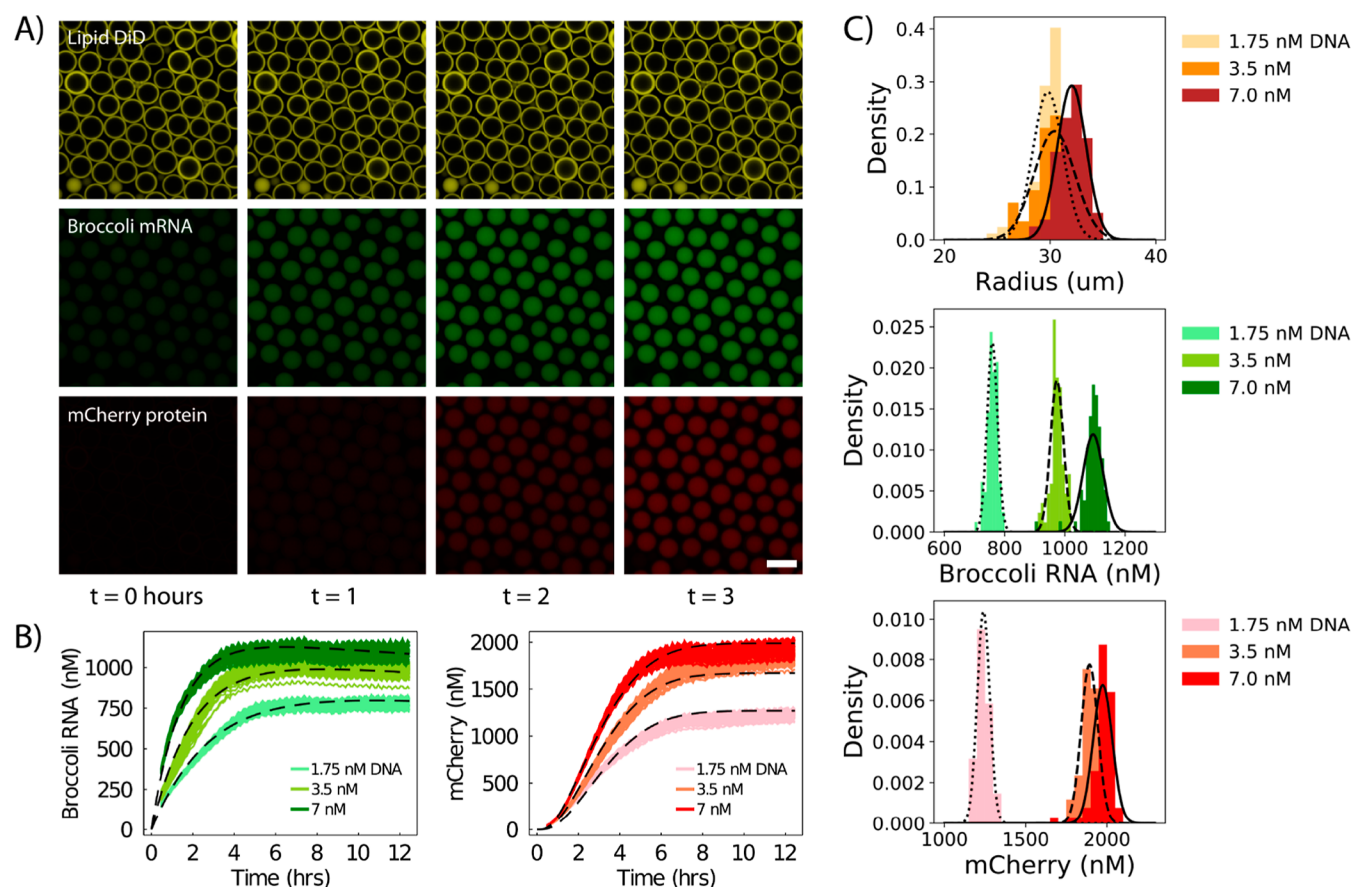 A)
Lipid DiD
Broccoli mRNA
mCherry protein
t = 0 hours
t = 1
t = 2
t = 3
B)
Broccoli RNA (nM)
1000
750
500
250
0
1.75 nM DNA
3.5 nM
7 nM
0 2 4 6 8 10 12
Time (hrs)
mCherry (nM)
2000
1500
1000
500
0
1.75 nM DNA
3.5 nM
7 nM
0 2 4 6 8 10 12
Time (hrs)
C)
Density
0.4
0.3
0.2
0.1
0.0
20 30 40
Radius (um)
1.75 nM DNA
3.5 nM
7.0 nM
Density
0.025
0.020
0.015
0.010
0.005
0.000
600 800 1000 1200
Broccoli RNA (nM)
1.75 nM DNA
3.5 nM
7.0 nM
Density
0.010
0.008
0.006
0.004
0.002
0.000
1000 1500 2000
mCherry (nM)
1.75 nM DNA
3.5 nM
7.0 nM